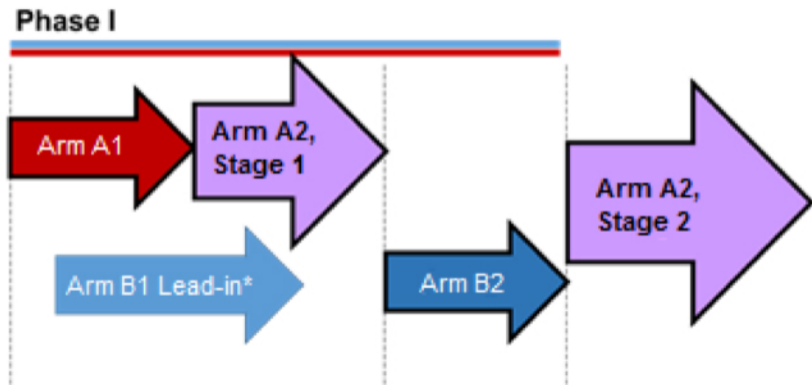 Phase I
Arm A1
Arm A2,
Stage 1
Arm A2,
Stage 2
Arm B1 Lead-in*
Arm B2